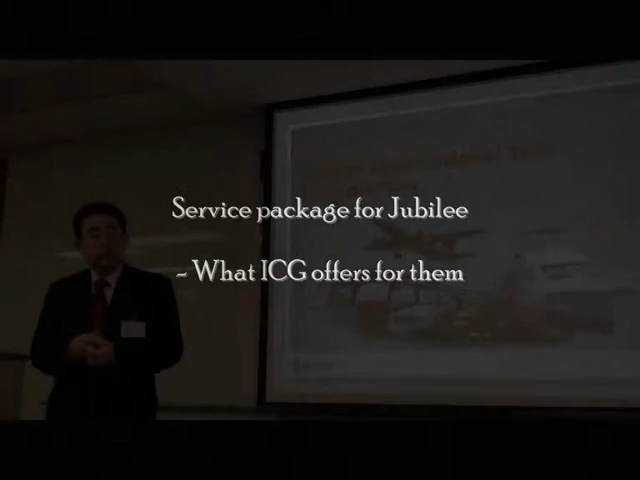 Service package for Jubilee
- What ICG offers for them